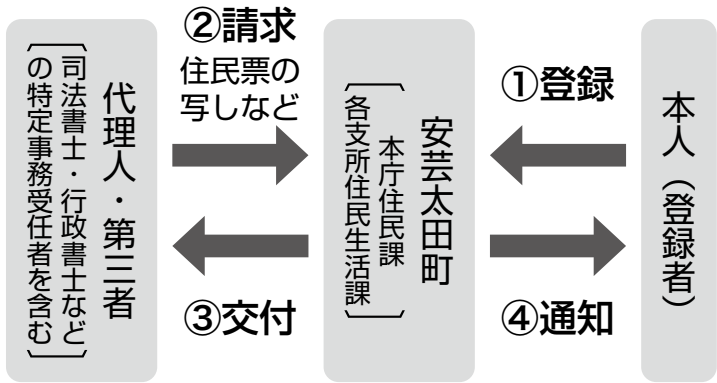 ②請求
住民票の
写しなど
①登録
代理人・第三者
〔司法書士・行政書士など
の特定事務受任者を含む〕
安芸太田町
〔本庁住民課
各支所住民生活課〕
本人（登録者）
③交付
④通知